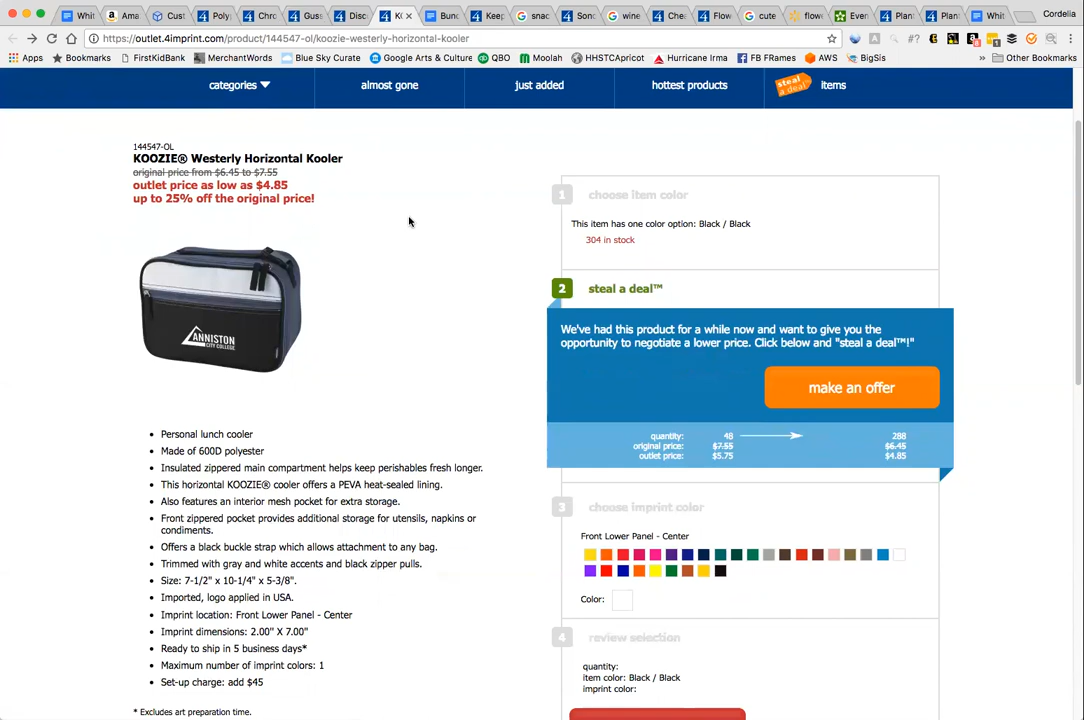 Whit
Ama
Cust
Poly
Chro
Guss
Disc
KO
Bunc
Keep
snac
Sono
wine
Chea
Flow
cute
flowe
Even
Plant
Plant
Whit
Cordelia
https://outlet.4imprint.com/product/144547-ol/koozie-westerly-horizontal-kooler
Apps
Bookmarks
FirstKidBank
MerchantWords
Blue Sky Curate
Google Arts & Culture
QBO
Moolah
HHSTCApricot
Hurricane Irma
FB FRames
AWS
BigSis
Other Bookmarks
categories
almost gone
just added
hottest products
steal a deal
items
144547-OL
KOOZIE® Westerly Horizontal Kooler
original price from $6.45 to $7.55
outlet price as low as $4.85
up to 25% off the original price!
ANNISTON
CITY COLLEGE
Personal lunch cooler
Made of 600D polyester
Insulated zippered main compartment helps keep perishables fresh longer.
This horizontal KOOZIE® cooler offers a PEVA heat-sealed lining.
Also features an interior mesh pocket for extra storage.
Front zippered pocket provides additional storage for utensils, napkins or
condiments.
Offers a black buckle strap which allows attachment to any bag.
Trimmed with gray and white accents and black zipper pulls.
Size: 7-1/2" x 10-1/4" x 5-3/8".
Imported, logo applied in USA.
Imprint location: Front Lower Panel - Center
Imprint dimensions: 2.00" X 7.00"
Ready to ship in 5 business days*
Maximum number of imprint colors: 1
Set-up charge: add $45
* Excludes art preparation time.
1 choose item color
This item has one color option: Black / Black
304 in stock
2 steal a deal™
We've had this product for a while now and want to give you the
opportunity to negotiate a lower price. Click below and "steal a deal™!"
make an offer
quantity: 48 288
original price: $7.55 $6.45
outlet price: $5.75 $4.85
3 choose imprint color
Front Lower Panel - Center
Color:
4 review selection
quantity:
item color: Black / Black
imprint color: